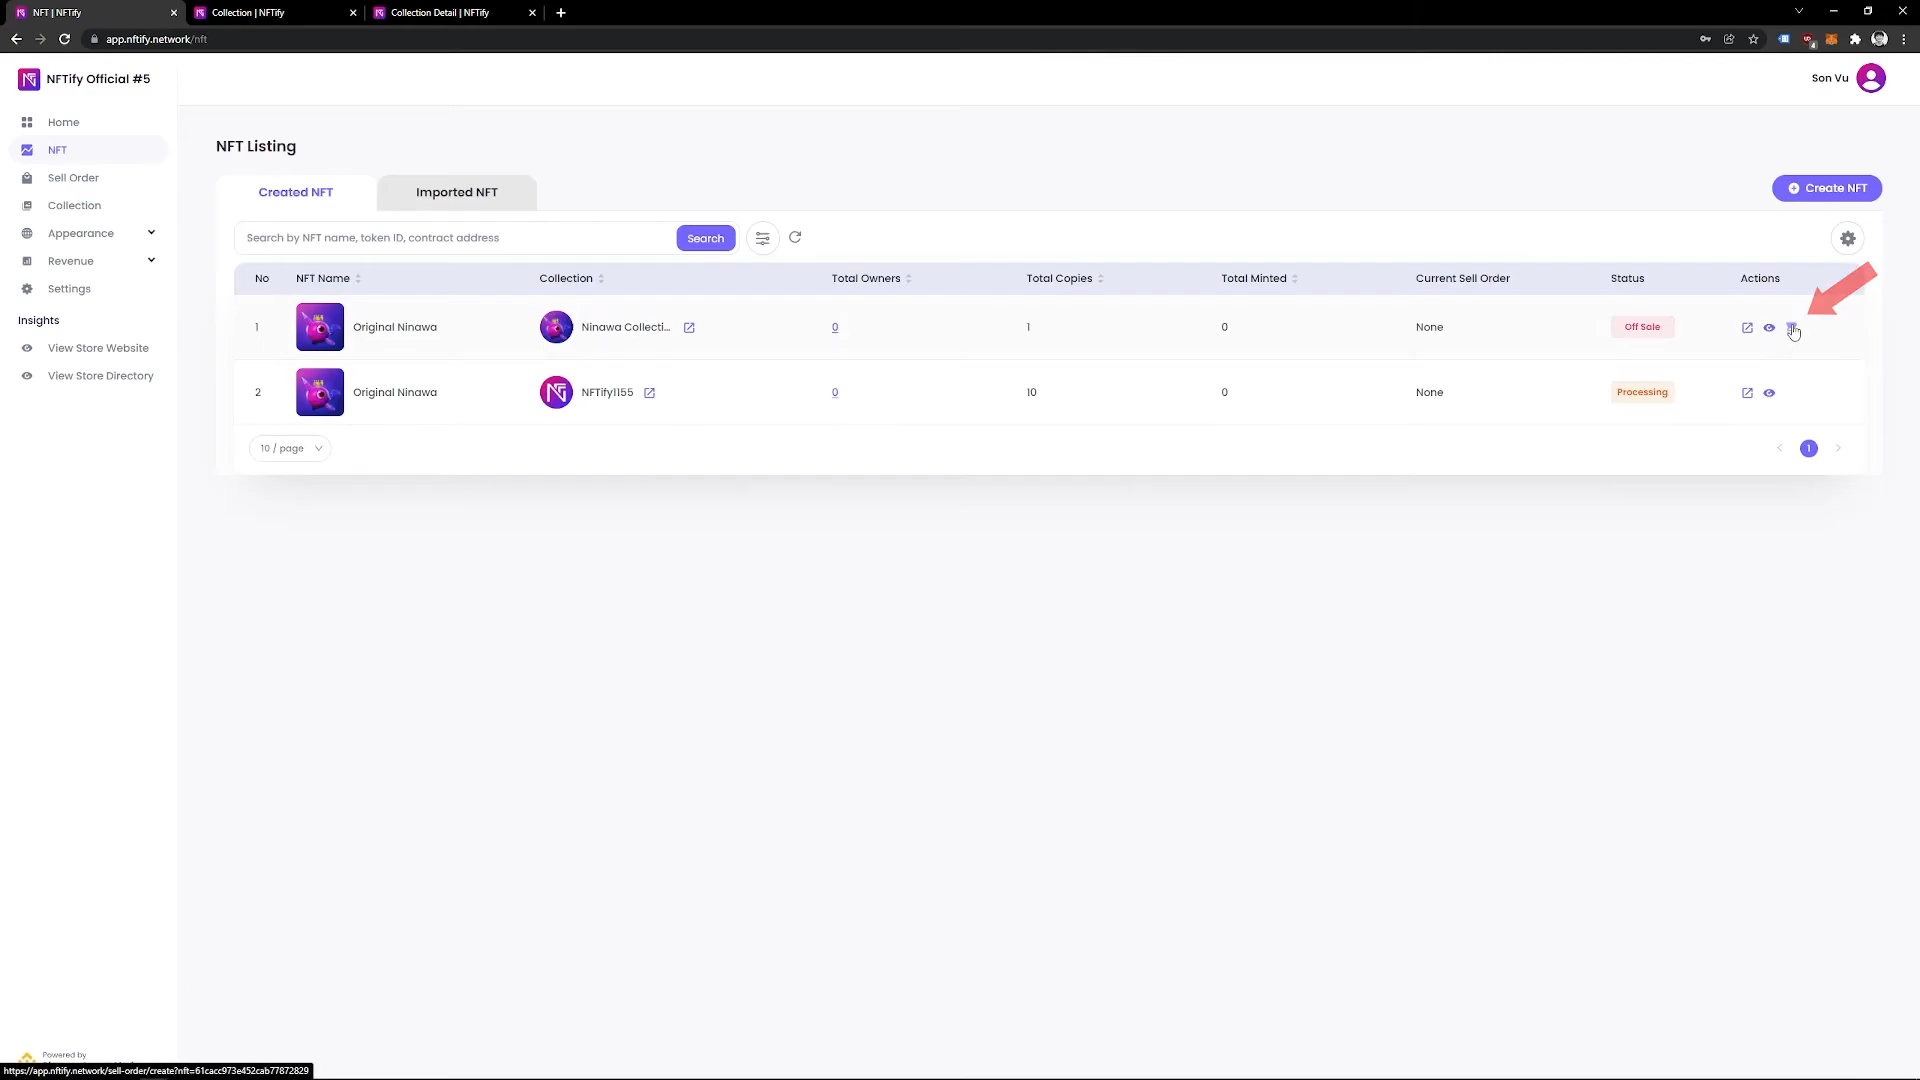 NFT | NFTify
Collection | NFTify
Collection Detail | NFTify
app.nftify.network/nft
4
NFTify Official #5
Son Vu
Home
NFT
Sell Order
Collection
Appearance
Revenue
Settings
Insights
View Store Website
View Store Directory
NFT Listing
Created NFT
Imported NFT
Create NFT
Search by NFT name, token ID, contract address
Search
No NFT Name Collection Total Owners Total Copies Total Minted Current Sell Order Status Actions
1 Original Ninawa Ninawa Collecti... 0 1 0 None Off Sale
2 Original Ninawa NFTify1155 0 10 0 None Processing
10 / page
1
Powered by
https://app.nftify.network/sell-order/create?nft=61cacc973e452cab77872829